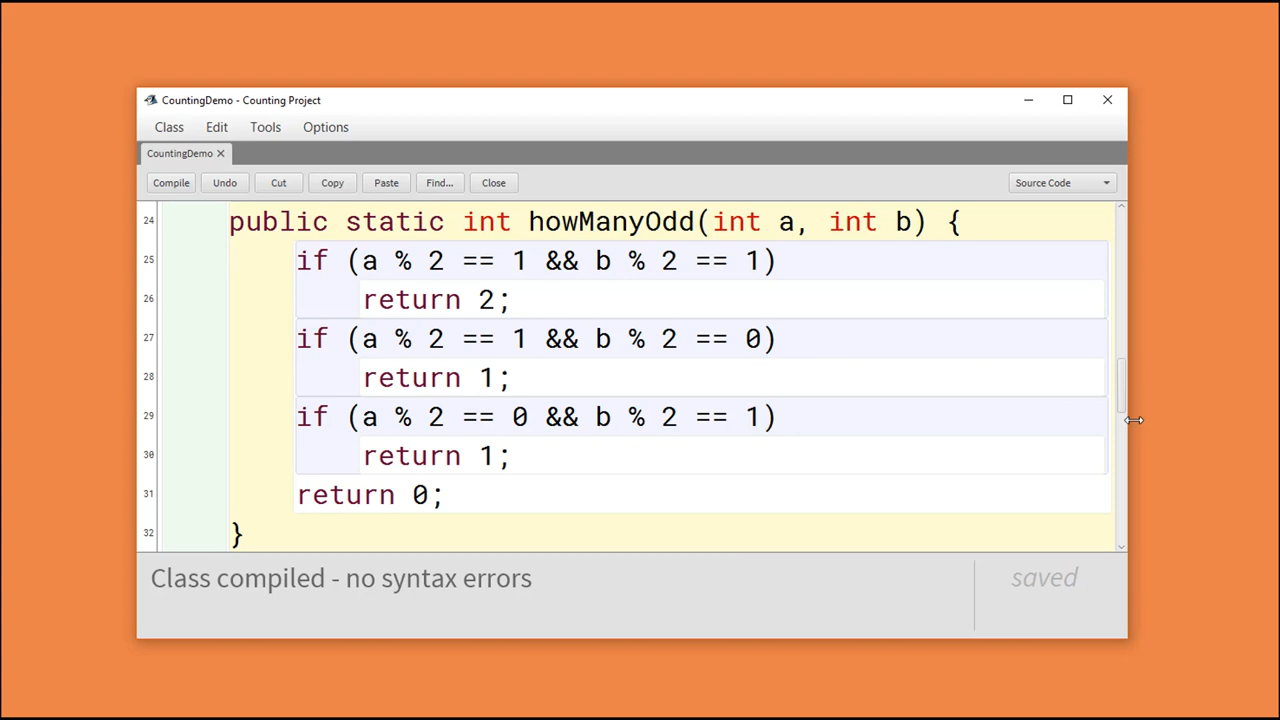 CountingDemo - Counting Project
Class Edit Tools Options
CountingDemo ✕
Compile Undo Cut Copy Paste Find... Close Source Code
24 public static int howManyOdd(int a, int b) {
25 if (a % 2 == 1 && b % 2 == 1)
26 return 2;
27 if (a % 2 == 1 && b % 2 == 0)
28 return 1;
29 if (a % 2 == 0 && b % 2 == 1)
30 return 1;
31 return 0;
32 }
Class compiled - no syntax errors
saved